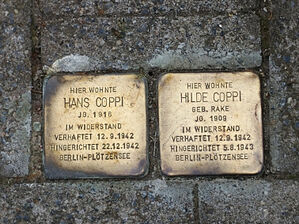 HIER WOHNTE
HANS COPPI
JG. 1916
IM WIDERSTAND
VERHAFTET 12.9.1942
HINGERICHTET 22.12.1942
BERLIN-PLÖTZENSEE
HIER WOHNTE
HILDE COPPI
GEB. RAKE
JG. 1909
IM WIDERSTAND
VERHAFTET 12.9.1942
HINGERICHTET 5.8.1943
BERLIN-PLÖTZENSEE